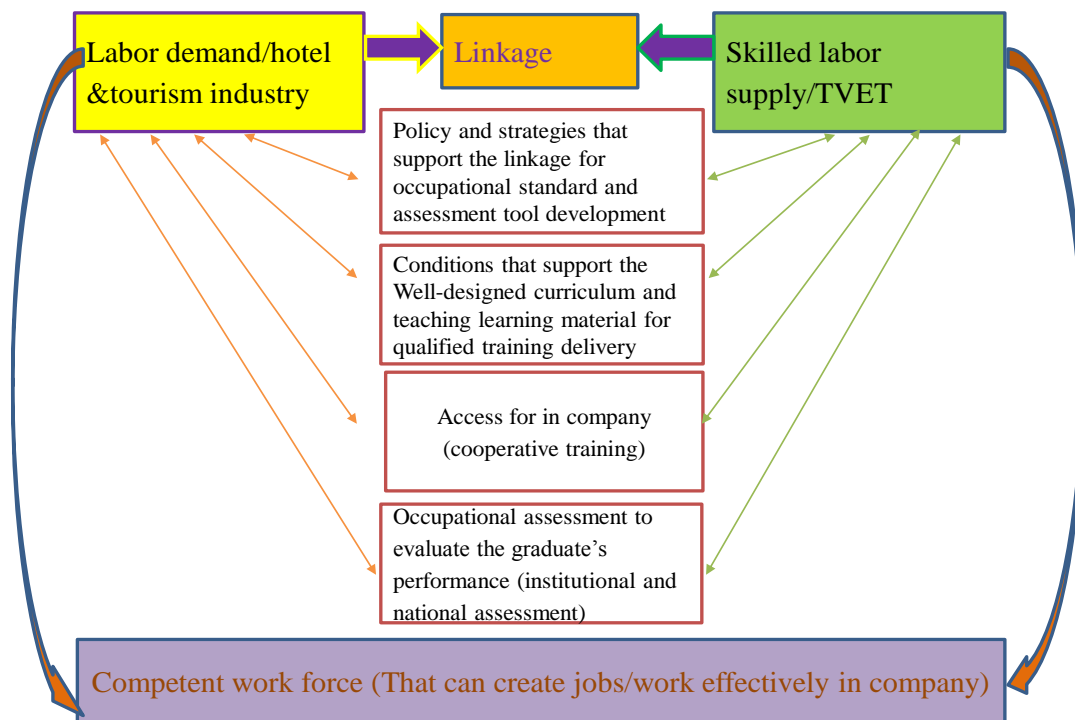 Labor demand/hotel
&tourism industry
Linkage
Skilled labor
supply/TVET
Policy and strategies that
support the linkage for
occupational standard and
assessment tool development
Conditions that support the
Well-designed curriculum and
teaching learning material for
qualified training delivery
Access for in company
(cooperative training)
Occupational assessment to
evaluate the graduate’s
performance (institutional and
national assessment)
Competent work force (That can create jobs/work effectively in company)